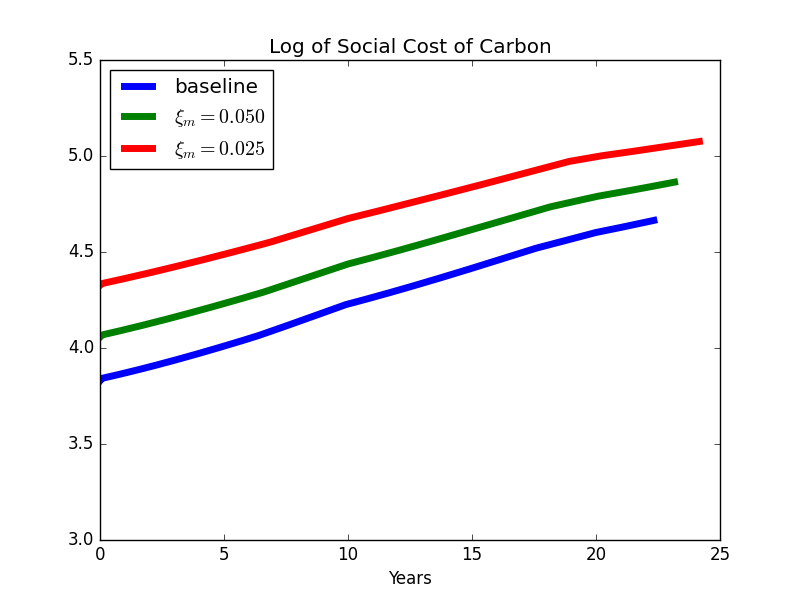 Log of Social Cost of Carbon
baseline
ξₘ = 0.050
ξₘ = 0.025
5.5
5.0
4.5
4.0
3.5
3.0
0 5 10 15 20 25
Years